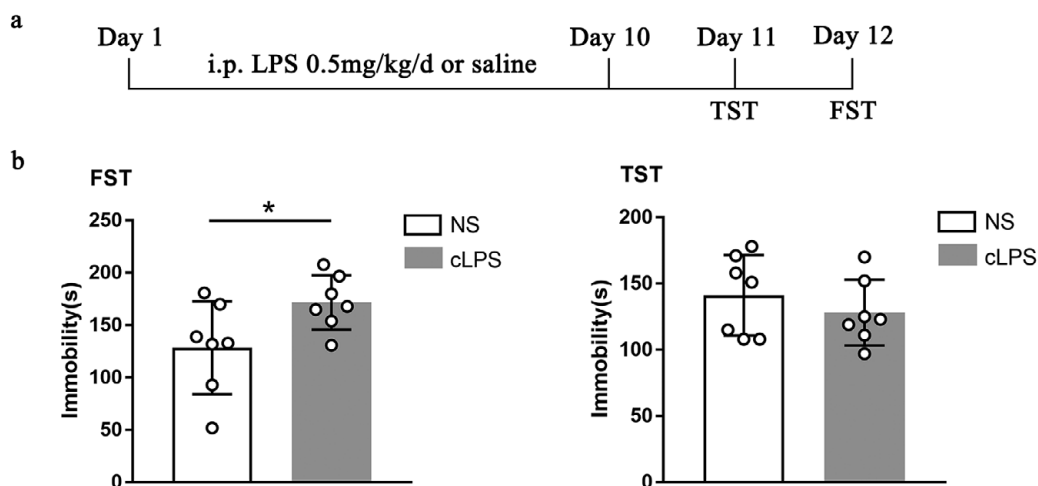 a
Day 1
Day 10
Day 11
Day 12
i.p. LPS 0.5mg/kg/d or saline
TST
FST
b
FST
*
NS
cLPS
250
200
150
100
50
0
Immobility(s)
TST
NS
cLPS
200
150
100
50
0
Immobility(s)